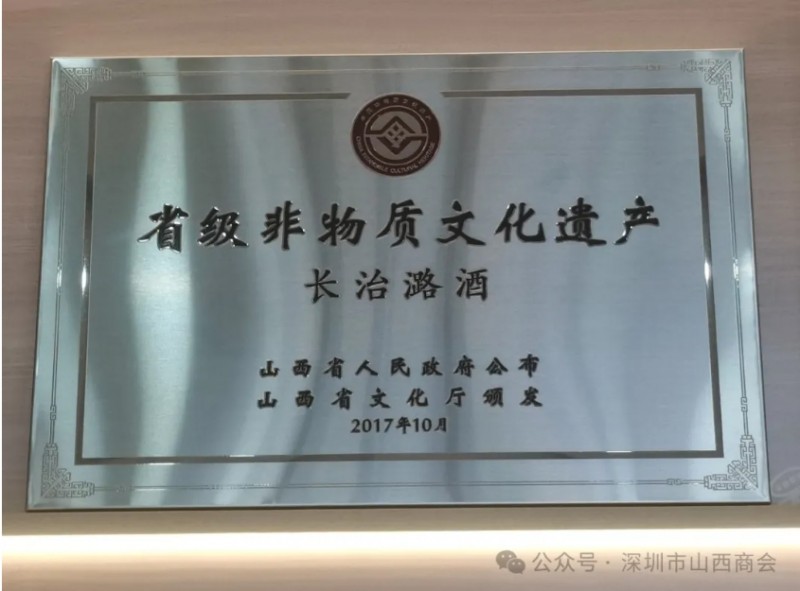 省级非物质文化遗产
长治潞酒
山西省人民政府公布
山西省文化厅颁发
2017年10月
公众号·深圳市山西商会